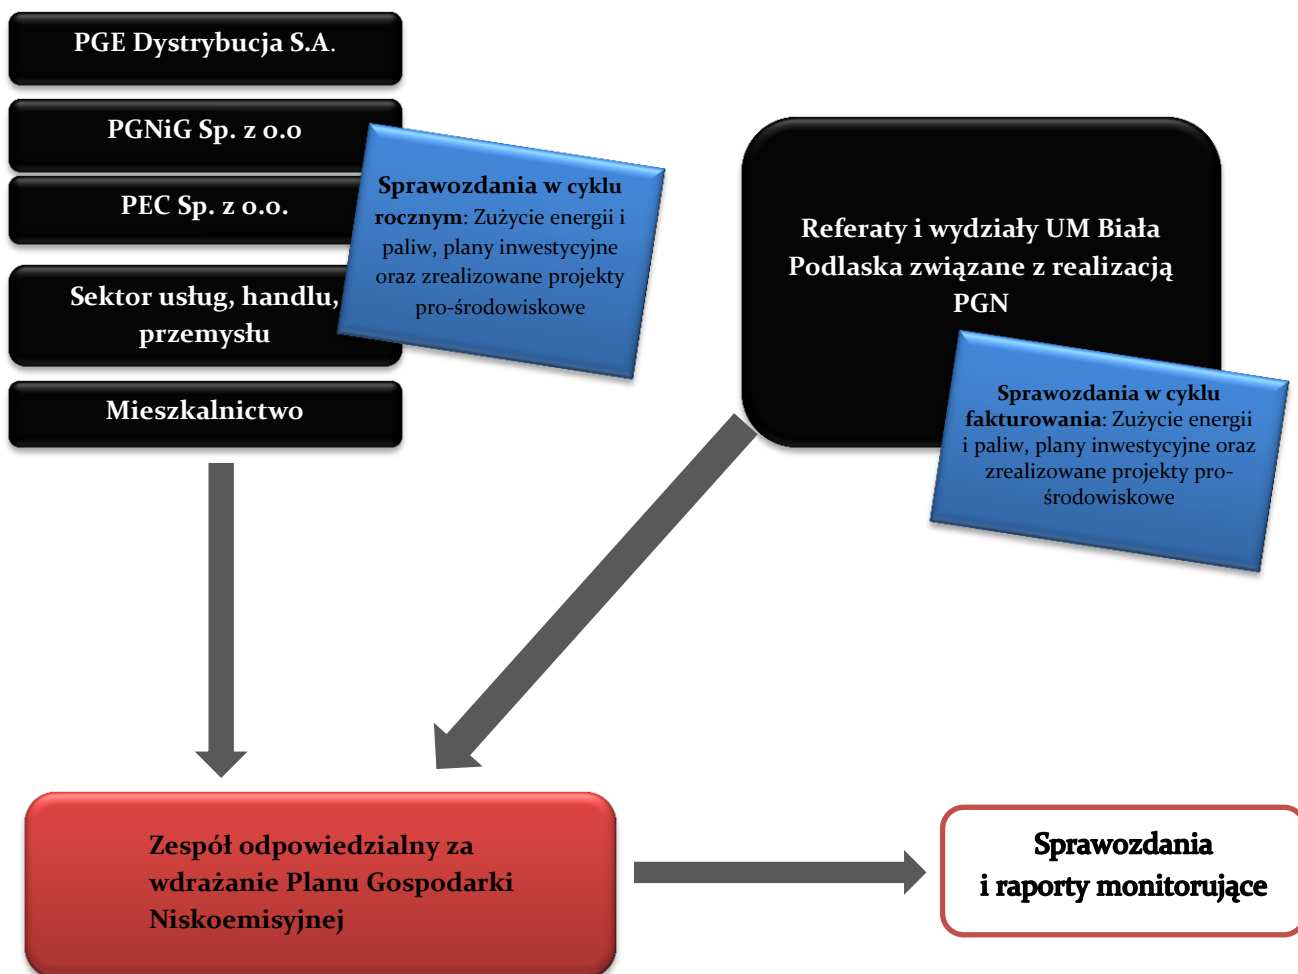 PGE Dystrybucja S.A.
PGNiG Sp. z o.o
PEC Sp. z o.o.
Sektor usług, handlu,
przemysłu
Mieszkalnictwo
Sprawozdania w cyklu
rocznym: Zużycie energii i
paliw, plany inwestycyjne
oraz zrealizowane projekty
pro-środowiskowe
Referaty i wydziały UM Biała
Podlaska związane z realizacją
PGN
Sprawozdania w cyklu
fakturowania: Zużycie energii
i paliw, plany inwestycyjne oraz
zrealizowane projekty pro-
środowiskowe
Zespół odpowiedzialny za
wdrażanie Planu Gospodarki
Niskoemisyjnej
Sprawozdania
i raporty monitorujące